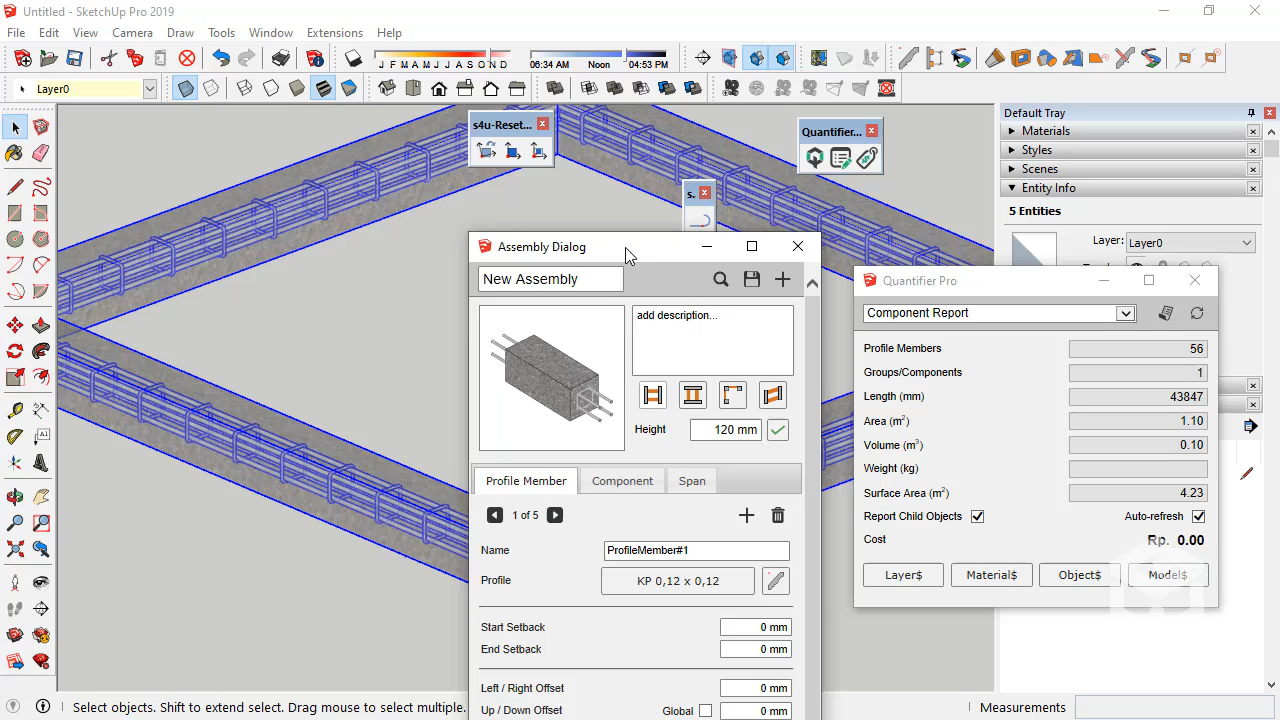 Untitled - SketchUp Pro 2019
File Edit View Camera Draw Tools Window Extensions Help
J F M A M J J A S O N D
06:34 AM Noon 04:53 PM
Layer0
s4u-Reset...
Quantifier...
s.
Default Tray
Materials
Styles
Scenes
Entity Info
5 Entities
Layer: Layer0
Assembly Dialog
New Assembly
add description...
Height 120 mm
Profile Member Component Span
1 of 5
Name ProfileMember#1
Profile KP 0,12 x 0,12
Start Setback 0 mm
End Setback 0 mm
Left / Right Offset 0 mm
Up / Down Offset Global 0 mm
Quantifier Pro
Component Report
Profile Members 56
Groups/Components 1
Length (mm) 43847
Area (m²) 1.10
Volume (m³) 0.10
Weight (kg)
Surface Area (m²) 4.23
Report Child Objects Auto-refresh
Cost Rp. 0.00
Layer$ Material$ Object$ Model$
A1
Select objects. Shift to extend select. Drag mouse to select multiple.
Measurements